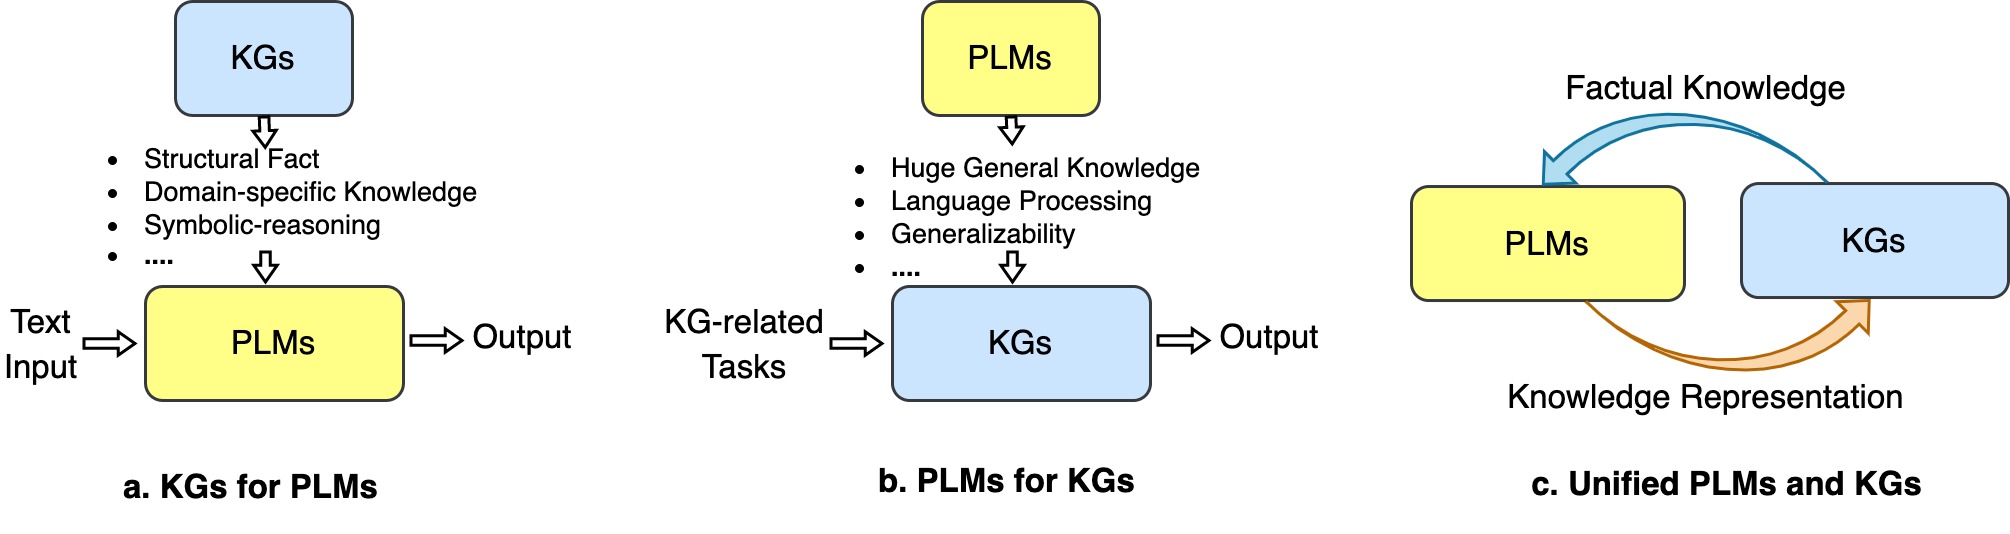 KGs
• Structural Fact
• Domain-specific Knowledge
• Symbolic-reasoning
• ....
Text
Input
PLMs
Output
a. KGs for PLMs
PLMs
• Huge General Knowledge
• Language Processing
• Generalizability
• ....
KG-related
Tasks
KGs
Output
b. PLMs for KGs
Factual Knowledge
PLMs
KGs
Knowledge Representation
c. Unified PLMs and KGs